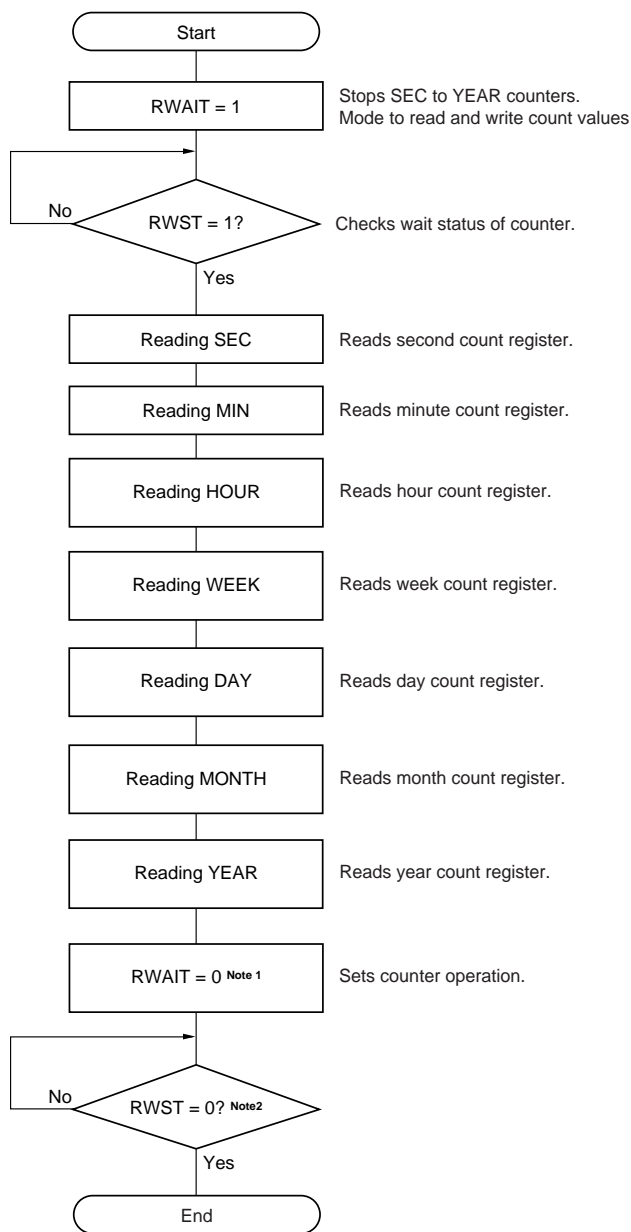 Start
RWAIT = 1
Stops SEC to YEAR counters.
Mode to read and write count values
No
RWST = 1?
Checks wait status of counter.
Yes
Reading SEC
Reads second count register.
Reading MIN
Reads minute count register.
Reading HOUR
Reads hour count register.
Reading WEEK
Reads week count register.
Reading DAY
Reads day count register.
Reading MONTH
Reads month count register.
Reading YEAR
Reads year count register.
RWAIT = 0 Note 1
Sets counter operation.
No
RWST = 0? Note2
Yes
End